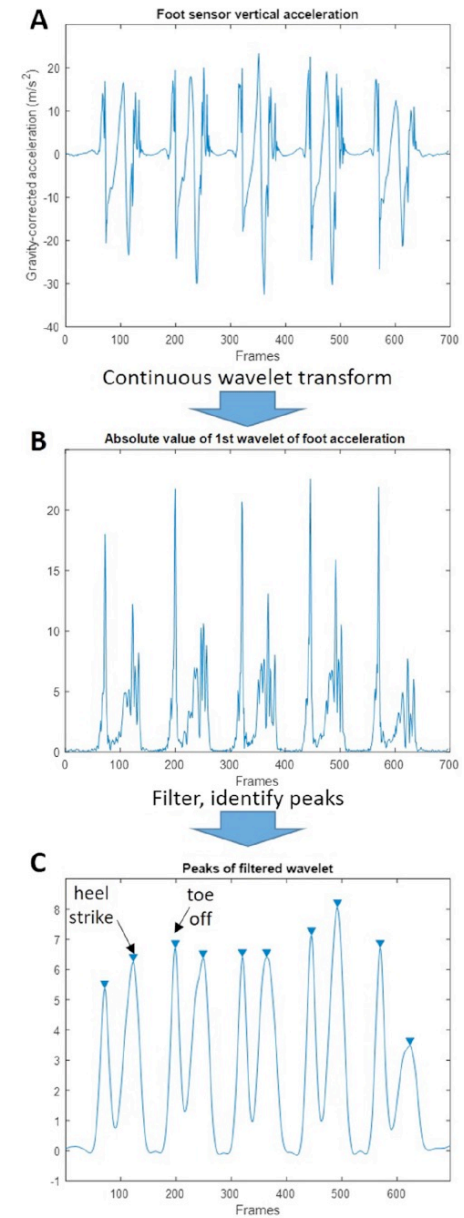 A
Foot sensor vertical acceleration
Gravity-corrected acceleration (m/s²)
20
10
0
-10
-20
-30
-40
0 100 200 300 400 500 600 700
Frames
Continuous wavelet transform
B
Absolute value of 1st wavelet of foot acceleration
20
15
10
5
0
0 100 200 300 400 500 600 700
Frames
Filter, identify peaks
C
Peaks of filtered wavelet
heel
strike
toe
off
8
7
6
5
4
3
2
1
0
-1
100 200 300 400 500 600
Frames